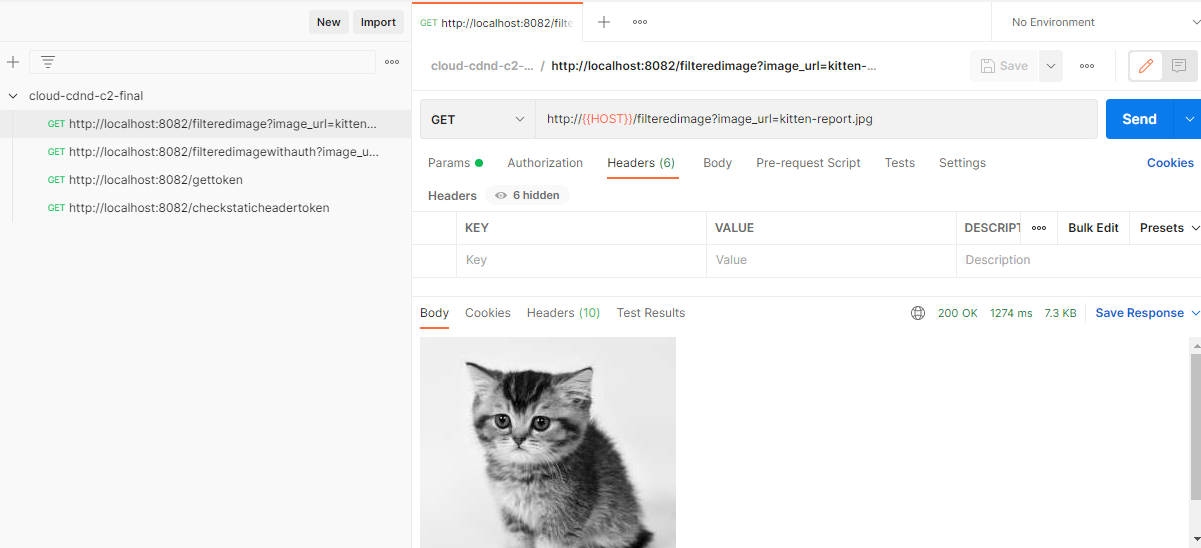 New Import
GET http://localhost:8082/filte
No Environment
cloud-cdnd-c2-... / http://localhost:8082/filteredimage?image_url=kitten-...
Save
cloud-cdnd-c2-final
GET http://localhost:8082/filteredimage?image_url=kitten...
GET http://localhost:8082/filteredimagewithauth?image_u...
GET http://localhost:8082/gettoken
GET http://localhost:8082/checkstaticheadertoken
GET http://{{HOST}}/filteredimage?image_url=kitten-report.jpg Send
Params Authorization Headers (6) Body Pre-request Script Tests Settings Cookies
Headers 6 hidden
KEY VALUE DESCRIPT Bulk Edit Presets
Key Value Description
Body Cookies Headers (10) Test Results 200 OK 1274 ms 7.3 KB Save Response